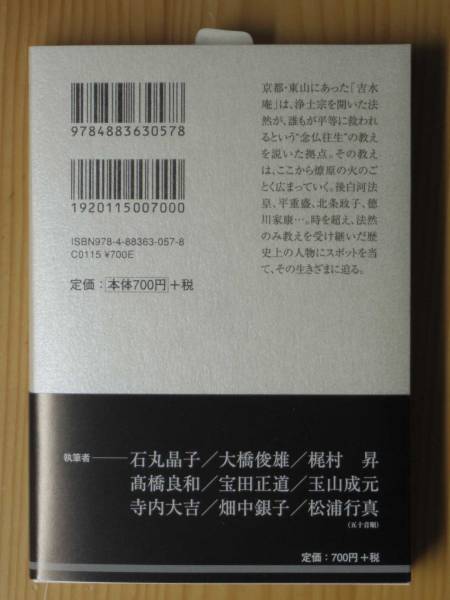 9784883630578
1920115007000
ISBN978-4-88363-057-8
C0115 ¥700E
定価：本体700円＋税
京都・東山にあった「吉水
庵」は、浄土宗を開いた法
然が、誰もが平等に救われ
るという“念仏往生”の教え
を説いた拠点。その教え
は、ここから燎原の火のご
とく広まっていく。後白河法
皇、平重盛、北条政子、徳
川家康…。時を超え、法然
のみ教えを受け継いだ歴
史上の人物にスポットを当
て、その生きざまに迫る。
執筆者
石丸晶子／大橋俊雄／梶村 昇
髙橋良和／宝田正道／玉山成元
寺内大吉／畑中銀子／松浦行真
（五十音順）
定価：700円＋税